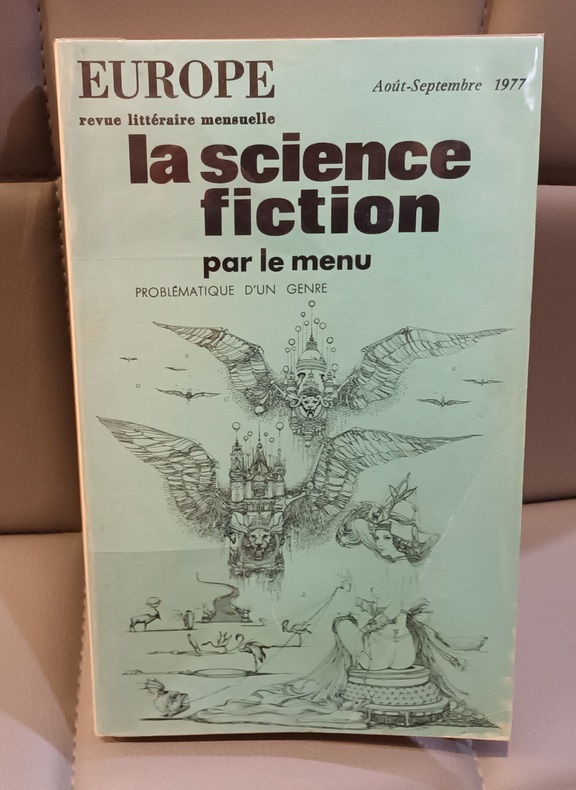 EUROPE
Août-Septembre 1977
revue littéraire mensuelle
la science
fiction
par le menu
PROBLÉMATIQUE D'UN GENRE